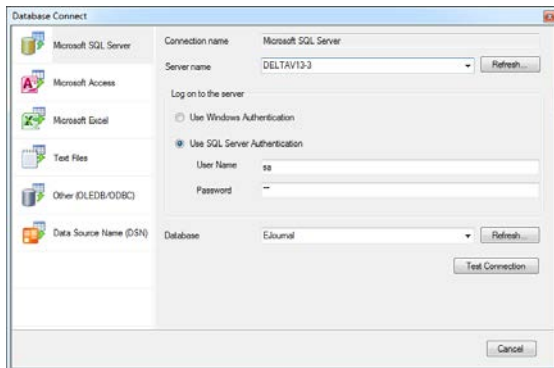 Database Connect
Microsoft SQL Server
Connection name
Microsoft SQL Server
Server name
DELTAV13-3
Refresh...
Microsoft Access
Log on to the server
Use Windows Authentication
Microsoft Excel
Use SQL Server Authentication
Text Files
User Name
sa
Password
Other (OLEDB/ODBC)
Data Source Name (DSN)
Database
EJournal
Refresh...
Test Connection
Cancel